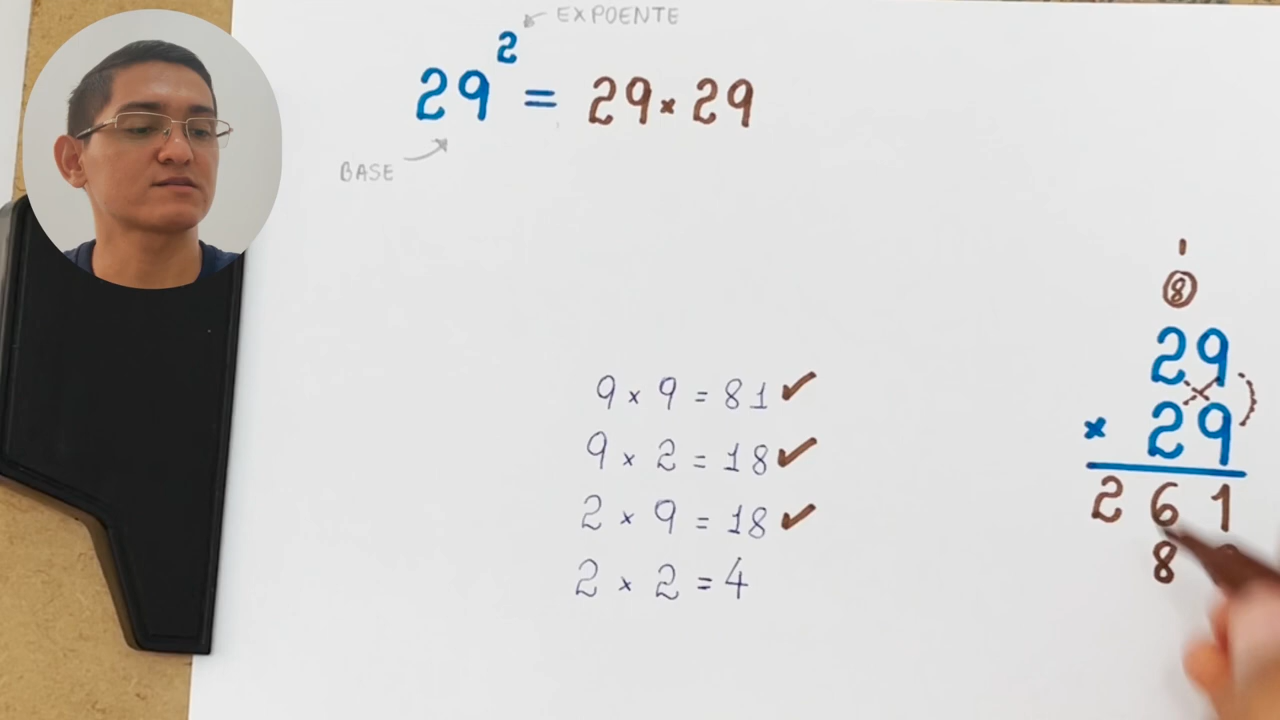 EXPOENTE
29² = 29 × 29
BASE
9 × 9 = 81 ✓
9 × 2 = 18 ✓
2 × 9 = 18 ✓
2 × 2 = 4
1
8
29
× 29
261
8